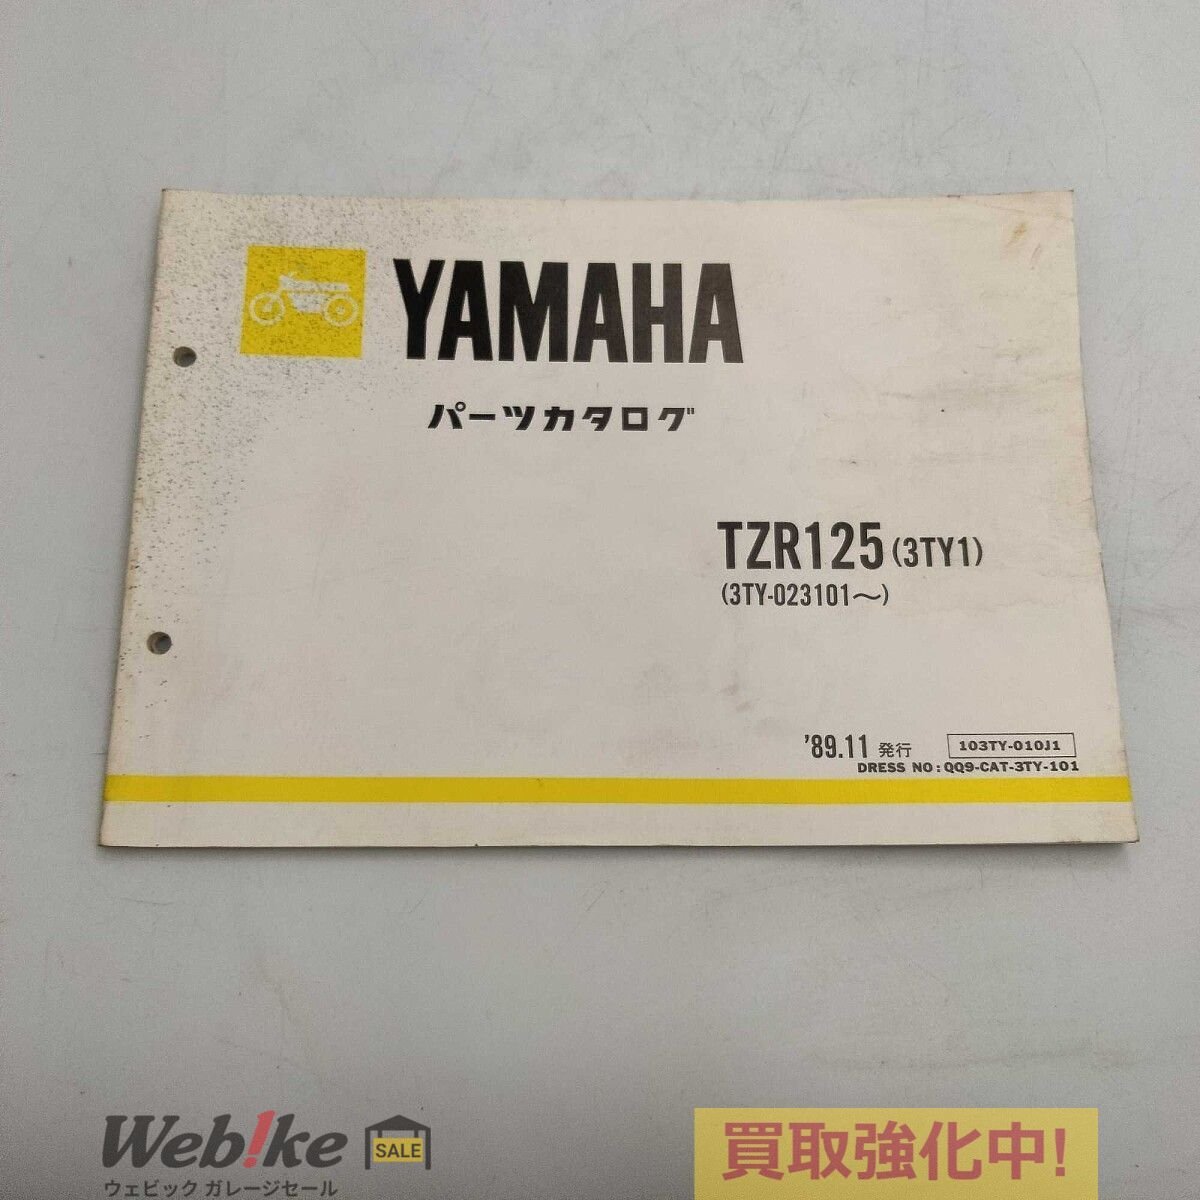 YAMAHA
パーツカタログ
TZR125 (3TY1)
(3TY-023101〜)
'89.11 発行 103TY-010J1
DRESS NO: QQ9-CAT-3TY-101
Web!ke
SALE
ウェビック ガレージセール
買取強化中!